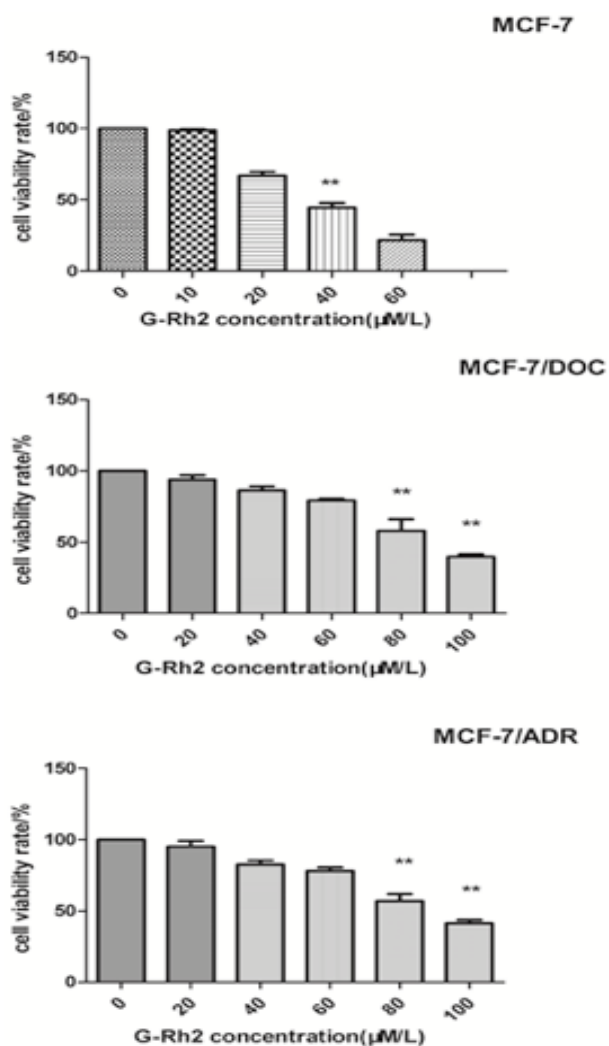 MCF-7
150
100
50
0
cell viability rate/%
**
0 10 20 40 60
G-Rh2 concentration(μM/L)
MCF-7/DOC
150
100
50
0
cell viability rate/%
** **
0 20 40 60 80 100
G-Rh2 concentration(μM/L)
MCF-7/ADR
150
100
50
0
cell viability rate/%
** **
0 20 40 60 80 100
G-Rh2 concentration(μM/L)